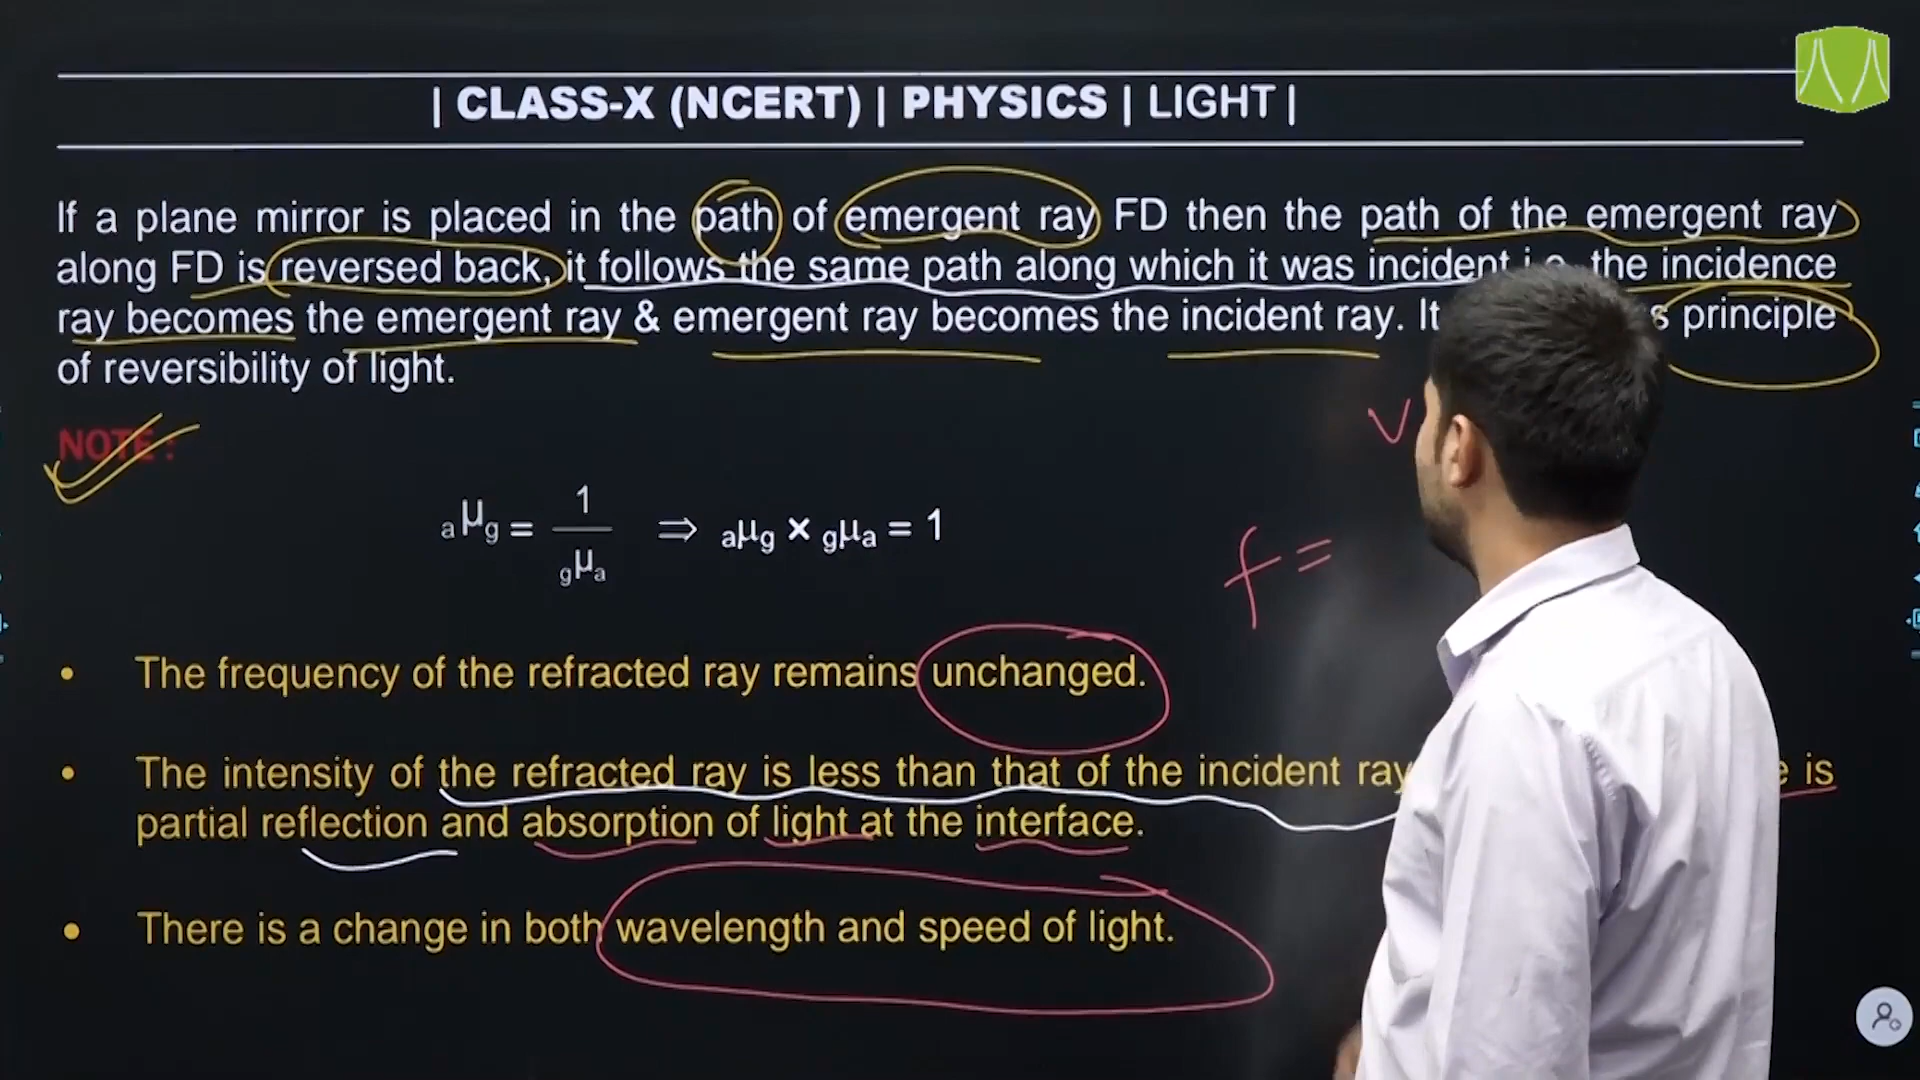 | CLASS-X (NCERT) | PHYSICS | LIGHT |
If a plane mirror is placed in the path of emergent ray FD then the path of the emergent ray
along FD is reversed back, it follows the same path along which it was incident i.e. the incidence
ray becomes the emergent ray & emergent ray becomes the incident ray. It principle
of reversibility of light.
NOTE :
v
aμg = 1/gμa ⇒ aμg × gμa = 1
f =
• The frequency of the refracted ray remains unchanged.
• The intensity of the refracted ray is less than that of the incident ray is
partial reflection and absorption of light at the interface.
• There is a change in both wavelength and speed of light.